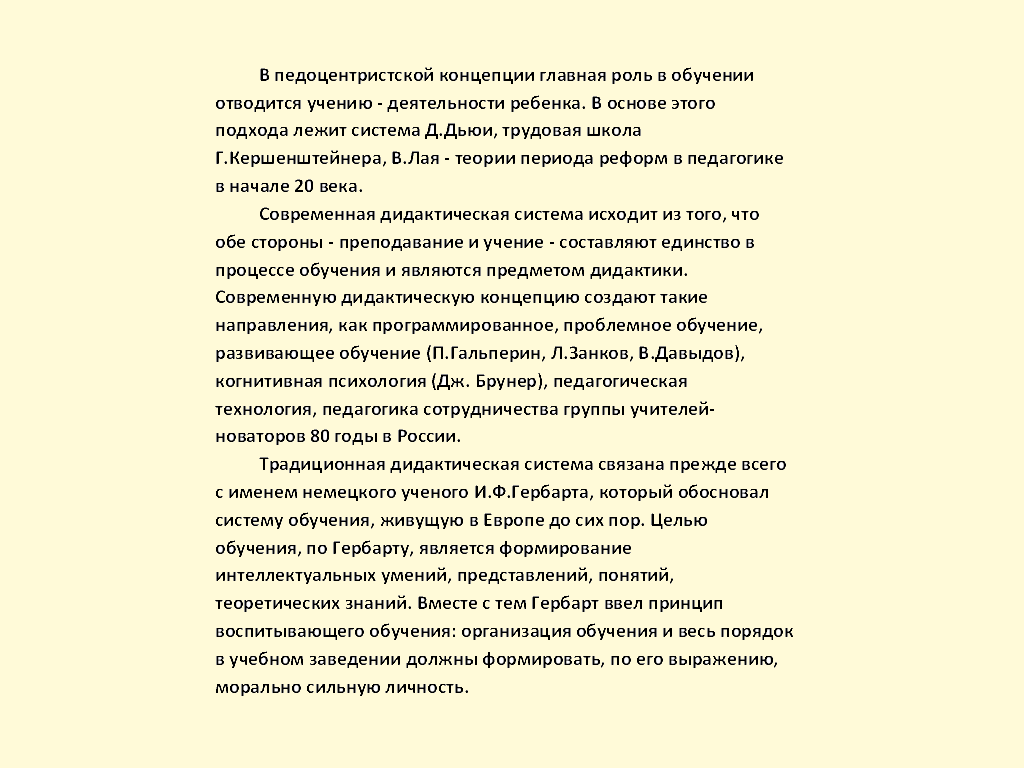 В педоцентристской концепции главная роль в обучении
отводится учению - деятельности ребенка. В основе этого
подхода лежит система Д.Дьюи, трудовая школа
Г.Кершенштейнера, В.Лая - теории периода реформ в педагогике
в начале 20 века.
Современная дидактическая система исходит из того, что
обе стороны - преподавание и учение - составляют единство в
процессе обучения и являются предметом дидактики.
Современную дидактическую концепцию создают такие
направления, как программированное, проблемное обучение,
развивающее обучение (П.Гальперин, Л.Занков, В.Давыдов),
когнитивная психология (Дж. Брунер), педагогическая
технология, педагогика сотрудничества группы учителей-
новаторов 80 годы в России.
Традиционная дидактическая система связана прежде всего
с именем немецкого ученого И.Ф.Гербарта, который обосновал
систему обучения, живущую в Европе до сих пор. Целью
обучения, по Гербарту, является формирование
интеллектуальных умений, представлений, понятий,
теоретических знаний. Вместе с тем Гербарт ввел принцип
воспитывающего обучения: организация обучения и весь порядок
в учебном заведении должны формировать, по его выражению,
морально сильную личность.